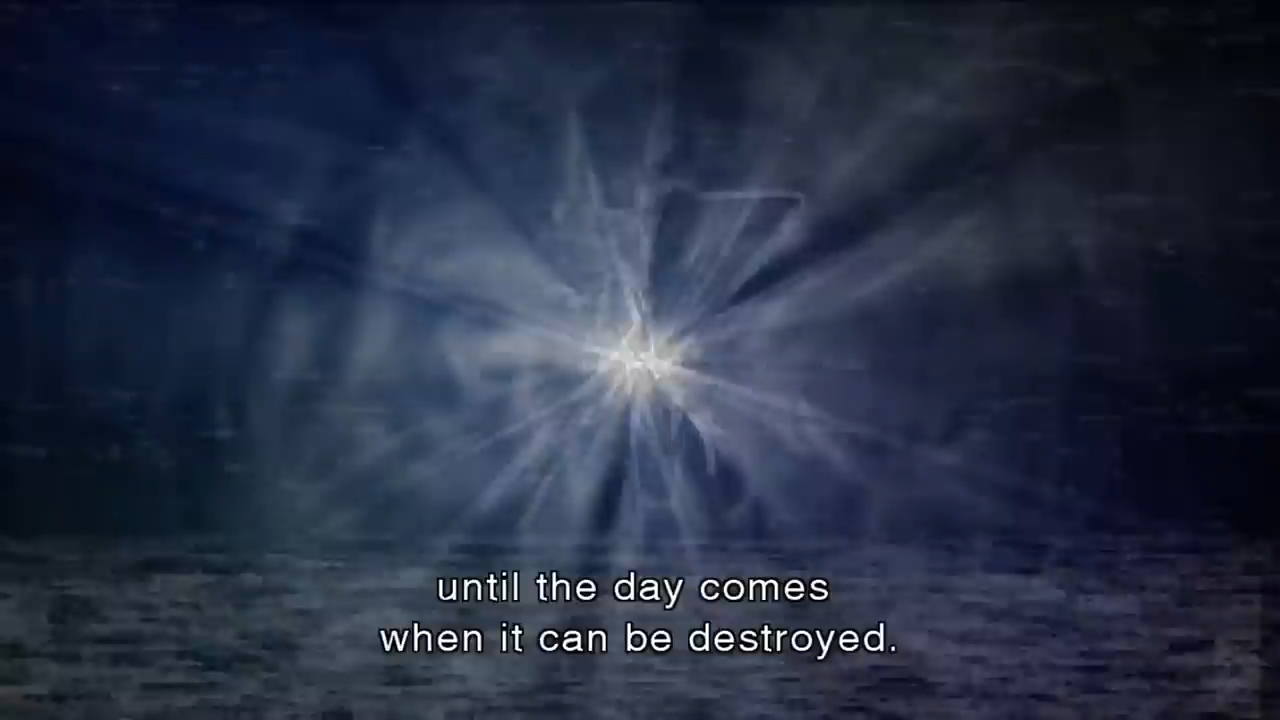 until the day comes
when it can be destroyed.